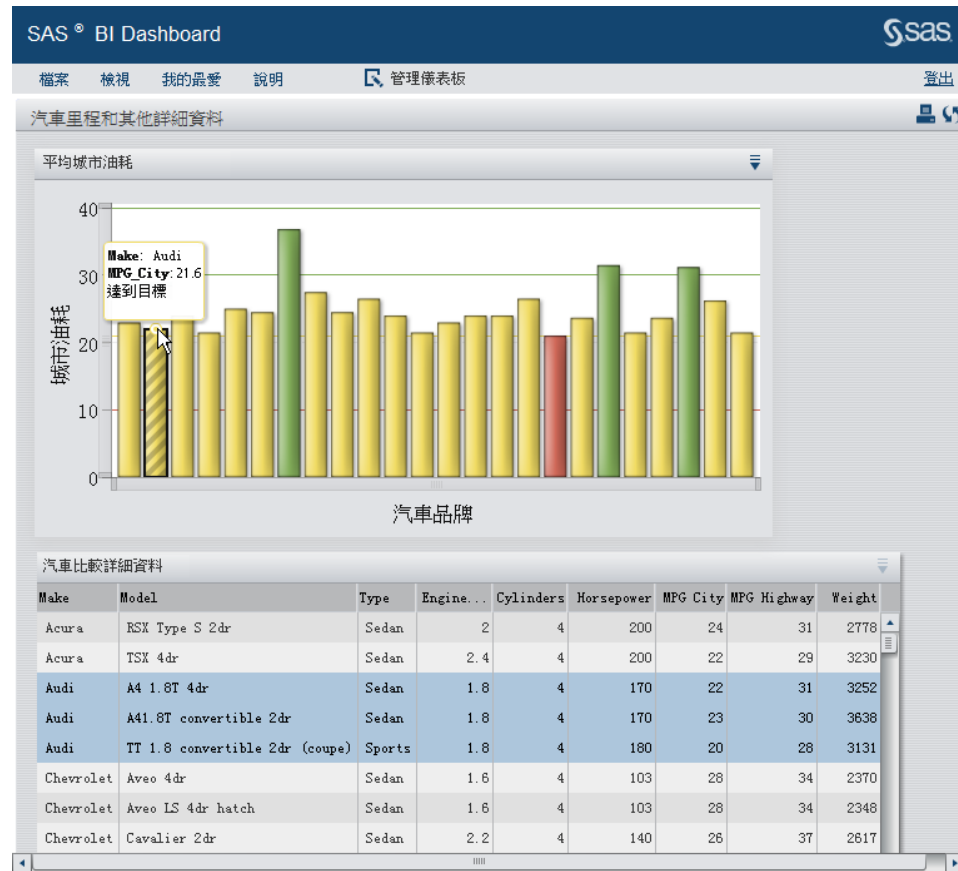 SAS ® BI Dashboard
sas
檔案 檢視 我的最愛 說明 管理儀表板 登出
汽車里程和其他詳細資料
平均城市油耗
40
30
20
10
0
城市油耗
Make: Audi
MPG_City: 21.6
達到目標
汽車品牌
汽車比較詳細資料
Make Model Type Engine... Cylinders Horsepower MPG City MPG Highway Weight
Acura RSX Type S 2dr Sedan 2 4 200 24 31 2778
Acura TSX 4dr Sedan 2.4 4 200 22 29 3230
Audi A4 1.8T 4dr Sedan 1.8 4 170 22 31 3252
Audi A41.8T convertible 2dr Sedan 1.8 4 170 23 30 3638
Audi TT 1.8 convertible 2dr (coupe) Sports 1.8 4 180 20 28 3131
Chevrolet Aveo 4dr Sedan 1.6 4 103 28 34 2370
Chevrolet Aveo LS 4dr hatch Sedan 1.6 4 103 28 34 2348
Chevrolet Cavalier 2dr Sedan 2.2 4 140 26 37 2617